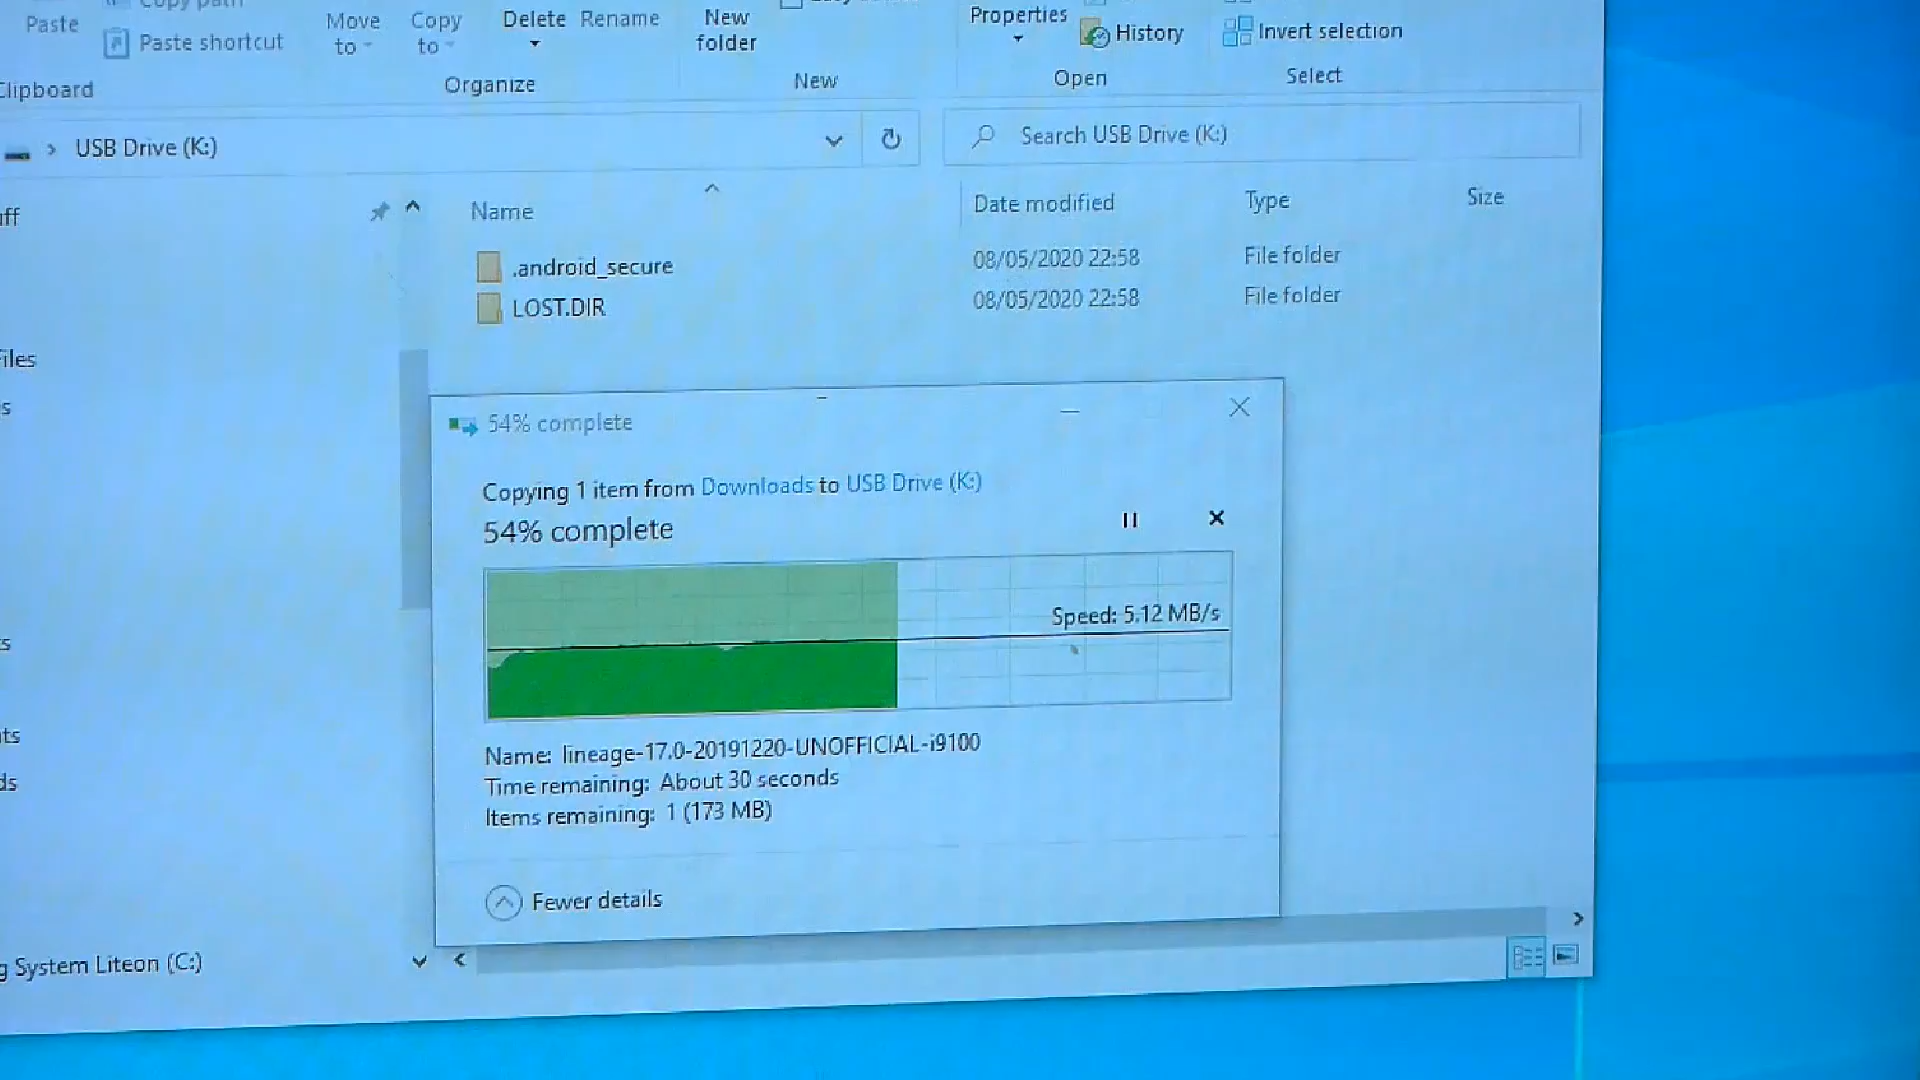 Copy path
Paste
Paste shortcut
Move to
Copy to
Delete
Rename
New folder
Properties
History
Invert selection
Clipboard
Organize
New
Open
Select
USB Drive (K:)
Search USB Drive (K:)
Name
Date modified
Type
Size
.android_secure
08/05/2020 22:58
File folder
LOST.DIR
08/05/2020 22:58
File folder
54% complete
Copying 1 item from Downloads to USB Drive (K:)
54% complete
Speed: 5.12 MB/s
Name: lineage-17.0-20191220-UNOFFICIAL-i9100
Time remaining: About 30 seconds
Items remaining: 1 (173 MB)
Fewer details
g System Liteon (C:)